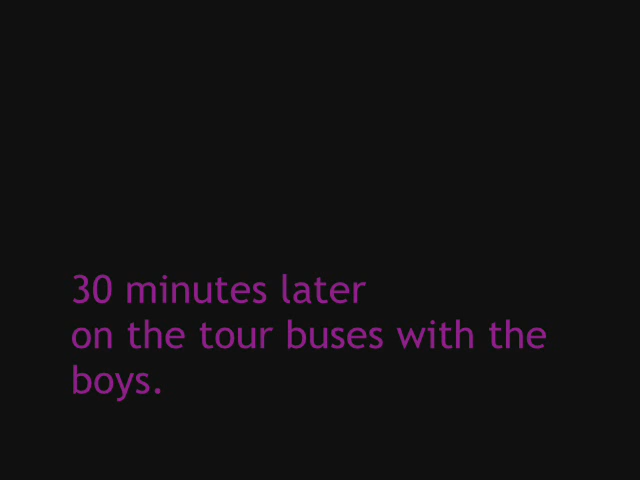 30 minutes later
on the tour buses with the
boys.